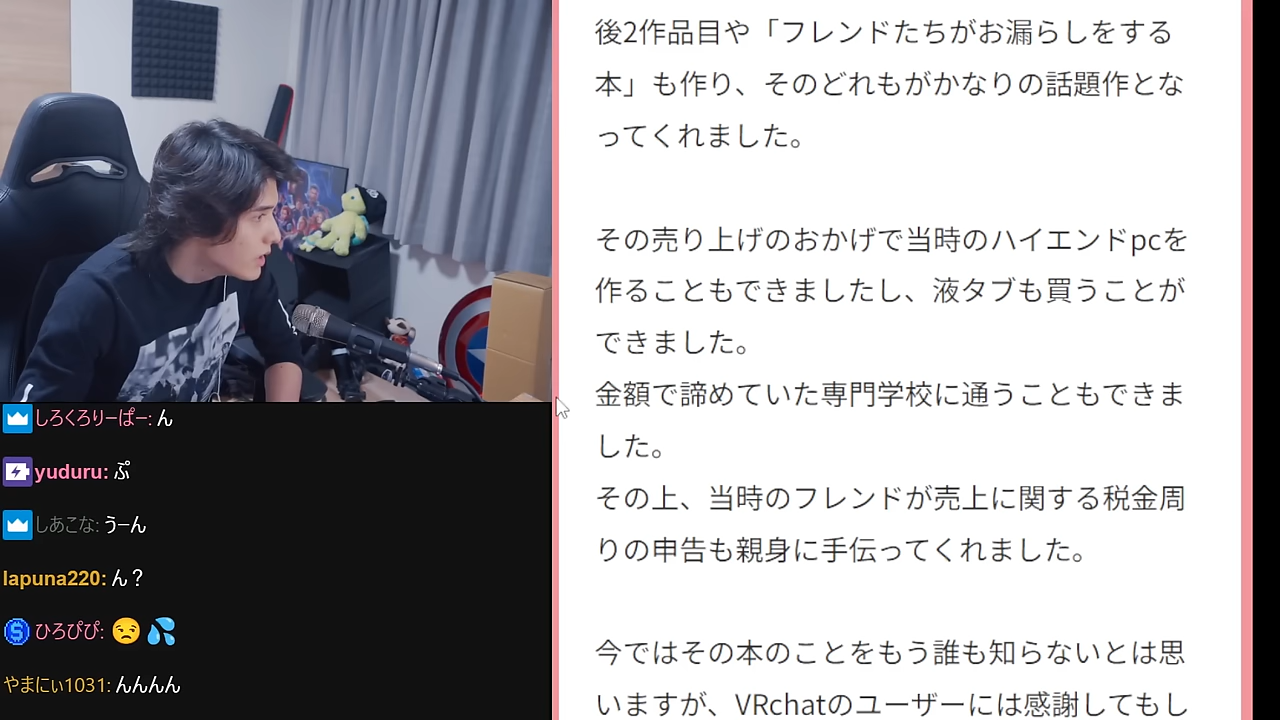 後2作品目や「フレンドたちがお漏らしをする
本」も作り、そのどれもがかなりの話題作とな
ってくれました。
その売り上げのおかげで当時のハイエンドpcを
作ることもできましたし、液タブも買うことが
できました。
金額で諦めていた専門学校に通うこともできま
した。
その上、当時のフレンドが売上に関する税金周
りの申告も親身に手伝ってくれました。
今ではその本のことをもう誰も知らないとは思
いますが、VRchatのユーザーには感謝してもし
しろくろりーぱー: ん
yuduru: ぷ
しあこな: うーん
lapuna220: ん?
ひろぴぴ: 😒💦
やまにぃ1031: んんんん